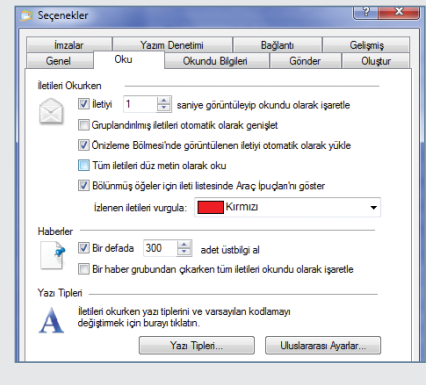 Seçenekler
İmzalar Yazım Denetimi Bağlantı Gelişmiş
Genel Oku Okundu Bilgileri Gönder Oluştur
İletileri Okurken
İletiyi 1 saniye görüntüleyip okundu olarak işaretle
Gruplandırılmış iletileri otomatik olarak genişlet
Önizleme Bölmesi'nde görüntülenen iletiyi otomatik olarak yükle
Tüm iletileri düz metin olarak oku
Bölünmüş öğeler için ileti listesinde Araç İpuçları'nı göster
İzlenen iletileri vurgula: Kırmızı
Haberler
Bir defada 300 adet üstbilgi al
Bir haber grubundan çıkarken tüm iletileri okundu olarak işaretle
Yazı Tipleri
İletileri okurken yazı tiplerini ve varsayılan kodlamayı
değiştirmek için burayı tıklatın.
Yazı Tipleri... Uluslararası Ayarlar...